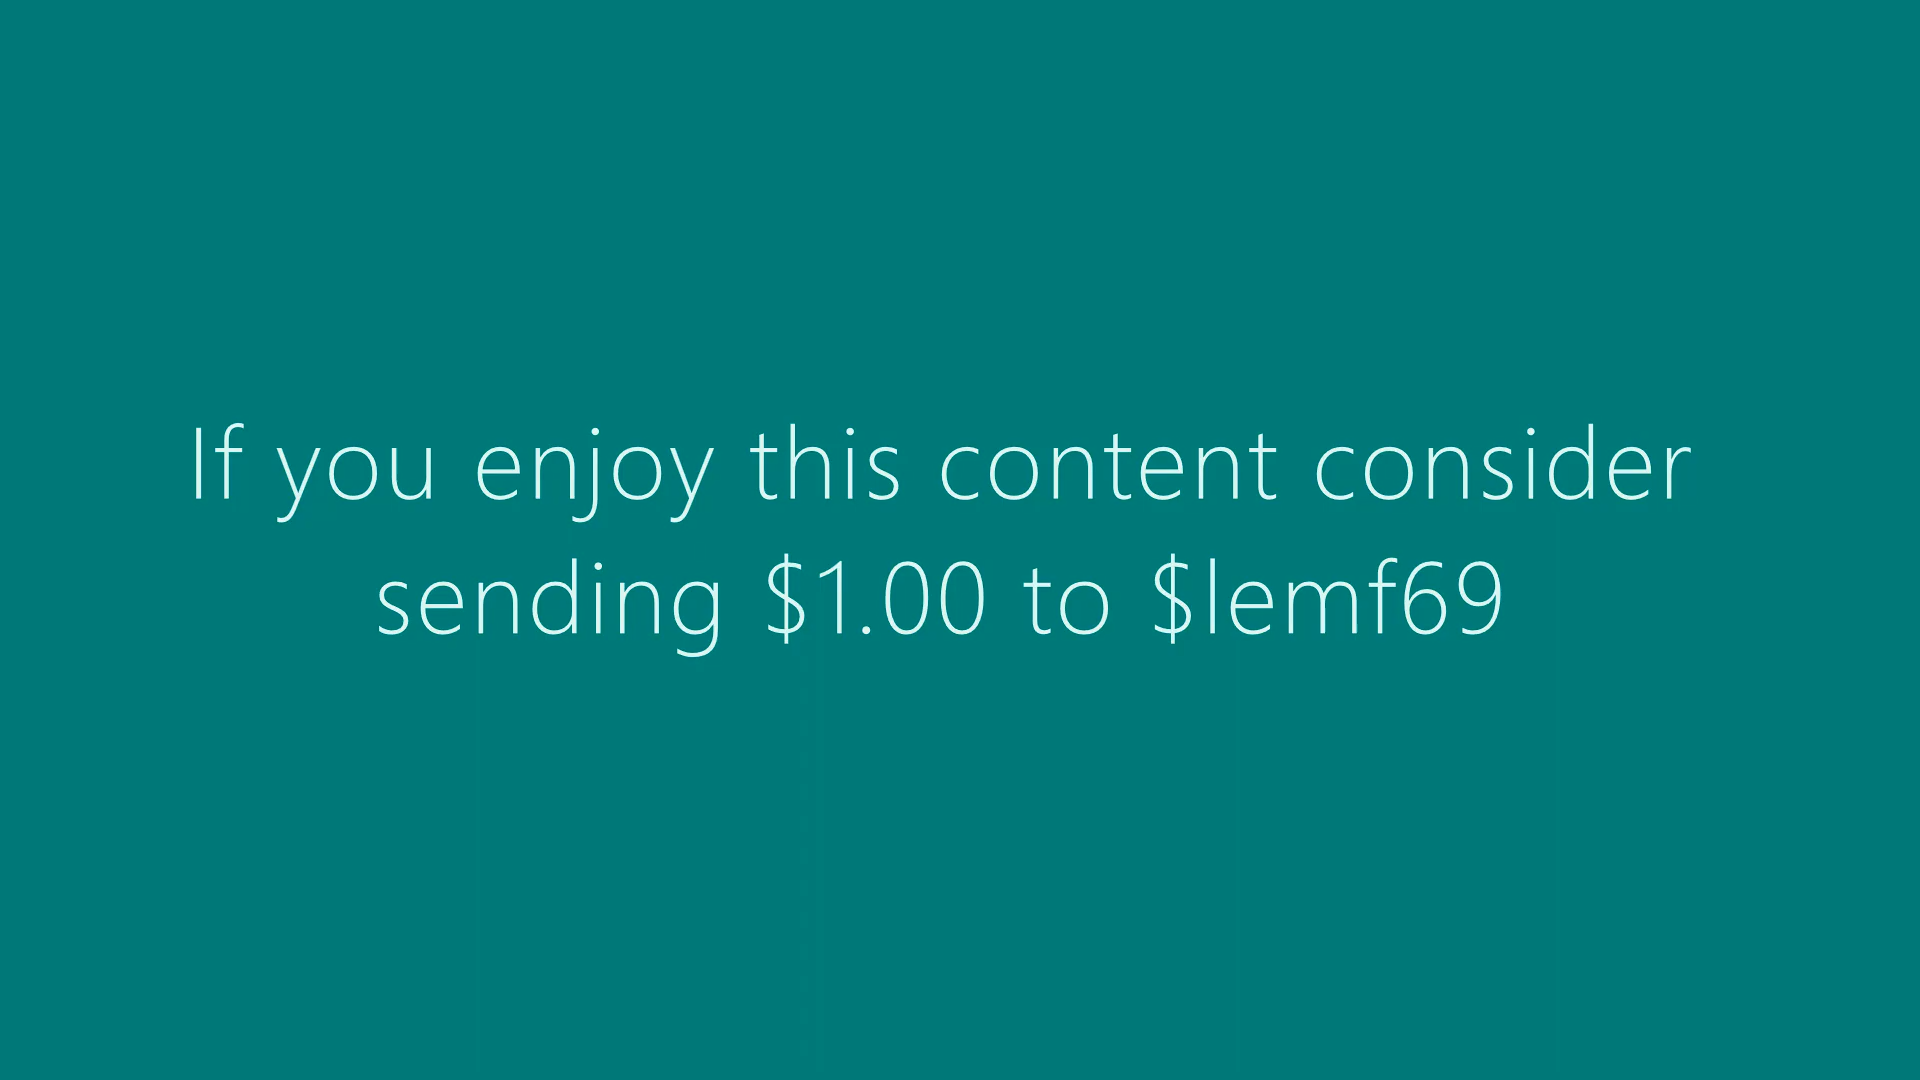 If you enjoy this content consider
sending $1.00 to $lemf69